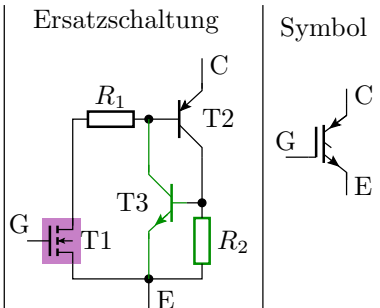 Ersatzschaltung
Symbol
C
R₁
T2
T3
G
T1
R₂
E
C
G
E